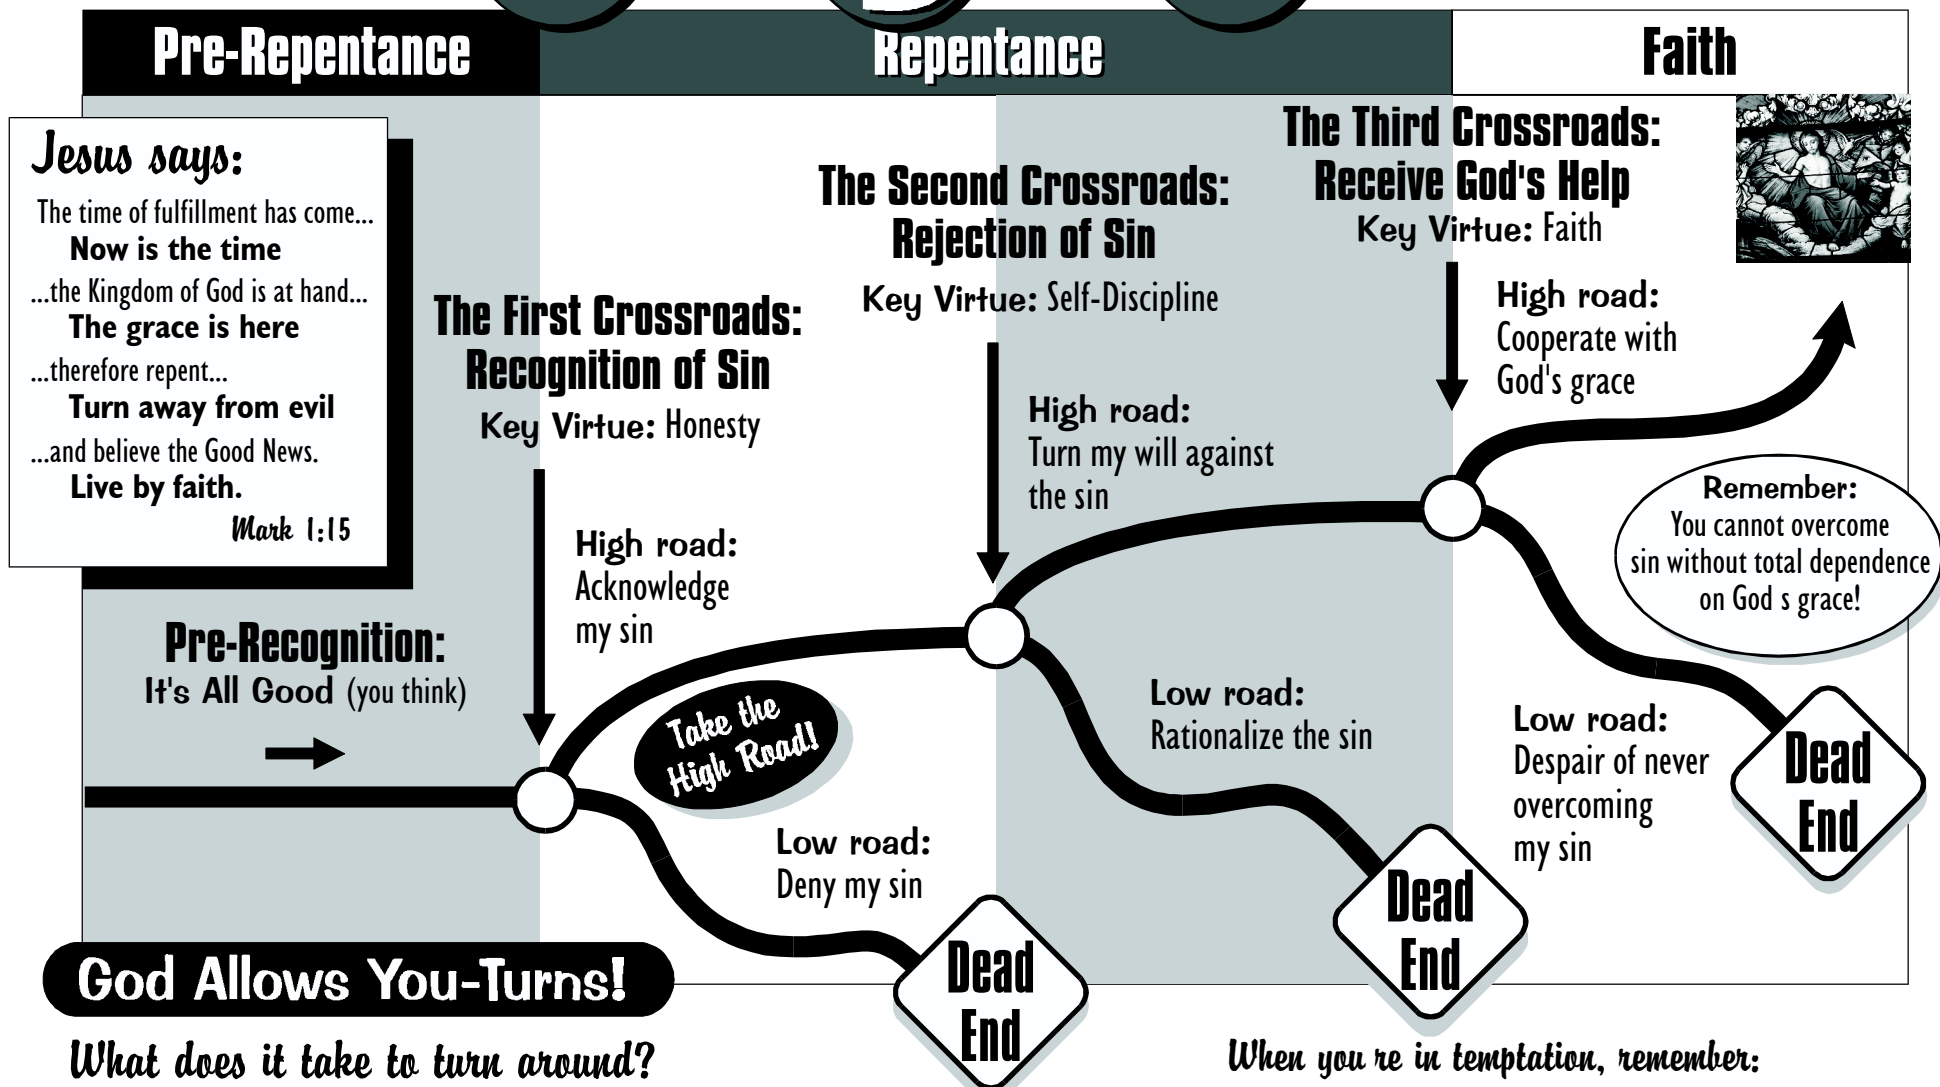 Pre-Repentance
Repentance
Faith
Jesus says:
The time of fulfillment has come...
Now is the time
...the Kingdom of God is at hand...
The grace is here
...therefore repent...
Turn away from evil
...and believe the Good News.
Live by faith.
Mark 1:15
Pre-Recognition:
It's All Good (you think)
The First Crossroads:
Recognition of Sin
Key Virtue: Honesty
High road:
Acknowledge
my sin
Take the
High Road!
Low road:
Deny my sin
Dead
End
The Second Crossroads:
Rejection of Sin
Key Virtue: Self-Discipline
High road:
Turn my will against
the sin
Low road:
Rationalize the sin
Dead
End
The Third Crossroads:
Receive God's Help
Key Virtue: Faith
High road:
Cooperate with
God's grace
Remember:
You cannot overcome
sin without total dependence
on God s grace!
Low road:
Despair of never
overcoming
my sin
Dead
End
God Allows You-Turns!
What does it take to turn around?
When you re in temptation, remember: